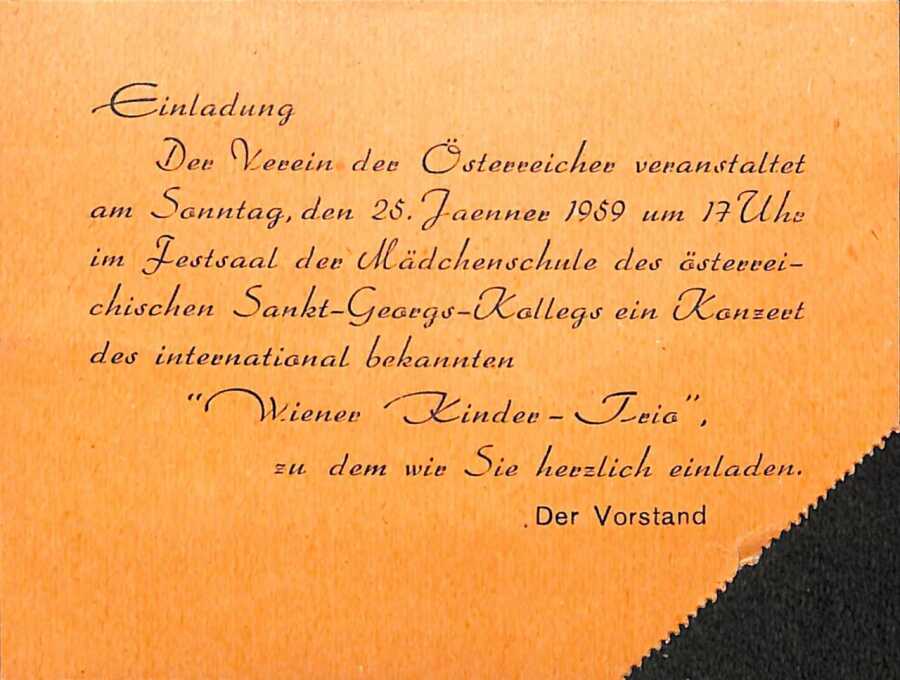 Einladung
Der Verein der Österreicher veranstaltet
am Sonntag, den 25. Jaenner 1959 um 17 Uhr
im Festsaal der Mädchenschule des österrei-
chischen Sankt-Georgs-Kollegs ein Konzert
des international bekannten
"Wiener Kinder - Trio",
zu dem wir Sie herzlich einladen.
Der Vorstand